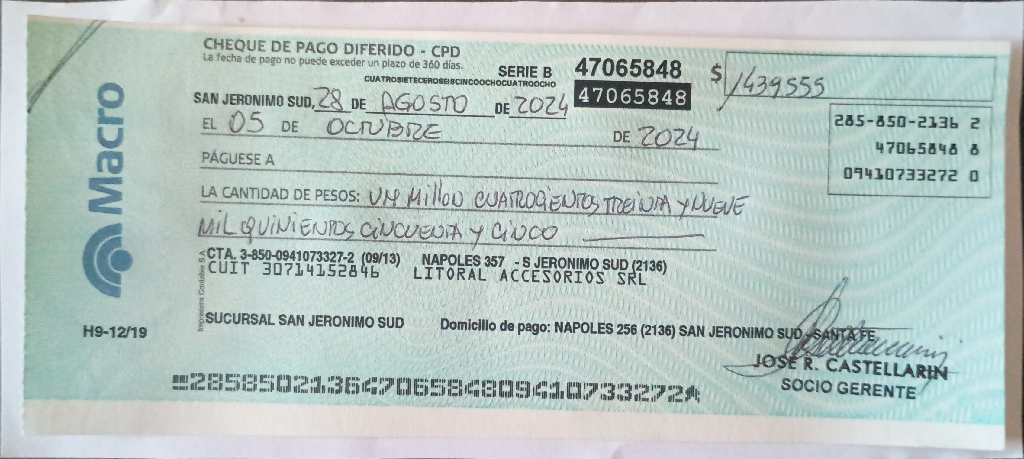 CHEQUE DE PAGO DIFERIDO - CPD
La fecha de pago no puede exceder un plazo de 360 días.
SERIE B 47065848
CUATROSIETECEROSEISCINCOOCHOCUATROOCHO
47065848
$ 1439555
SAN JERONIMO SUD, 28 DE AGOSTO DE 2024
EL 05 DE OCTUBRE DE 2024
285-850-2136 2
47065848 8
09410733272 0
PÁGUESE A
LA CANTIDAD DE PESOS: UN MILLON CUATROCIENTOS TREINTA Y NUEVE
MIL QUINIENTOS CINCUENTA Y CINCO
CTA. 3-850-0941073327-2 (09/13) NAPOLES 357 - S JERONIMO SUD (2136)
CUIT 30714152846 LITORAL ACCESORIOS SRL
SUCURSAL SAN JERONIMO SUD Domicilio de pago: NAPOLES 256 (2136) SAN JERONIMO SUD-SANTA FE
JOSE R. CASTELLARIN
SOCIO GERENTE
28585021364706584809410733272
Macro
H9-12/19